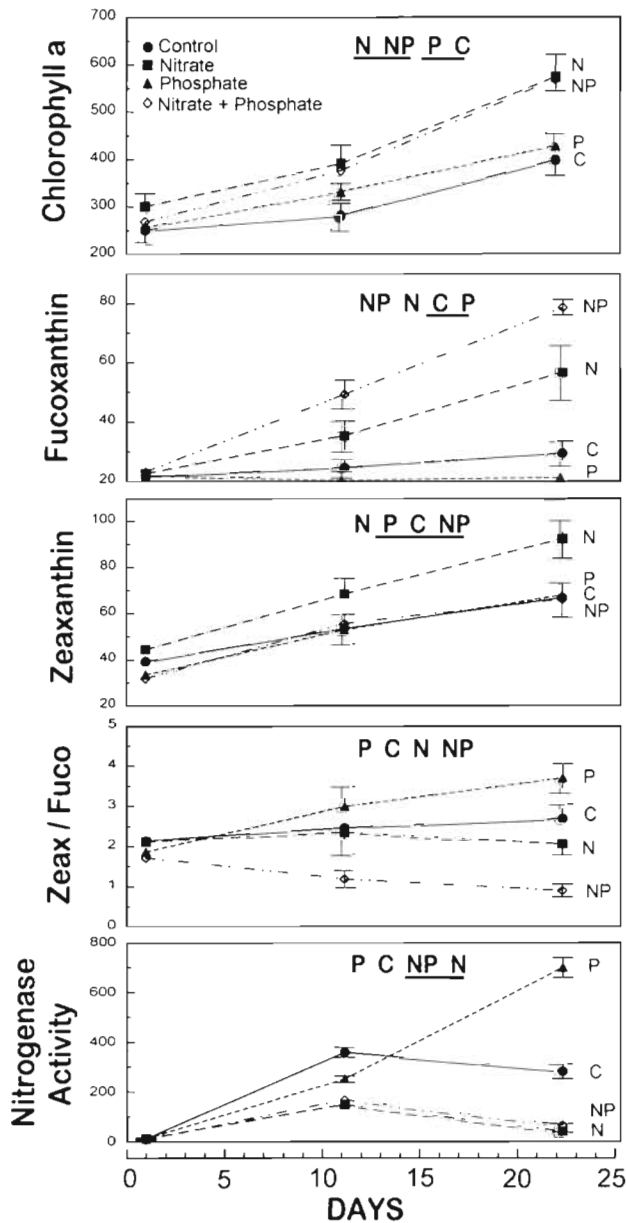 Chlorophyll a
700
600
500
400
300
200
Control
Nitrate
Phosphate
Nitrate + Phosphate
N NP P C
N
NP
P
C
Fucoxanthin
80
60
40
20
NP N C P
NP
N
C
P
Zeaxanthin
100
80
60
40
20
N P C NP
N
P
C
NP
Zeax / Fuco
5
4
3
2
1
0
P C N NP
P
C
N
NP
Nitrogenase
Activity
800
600
400
200
0
P C NP N
P
C
NP
N
0 5 10 15 20 25
DAYS